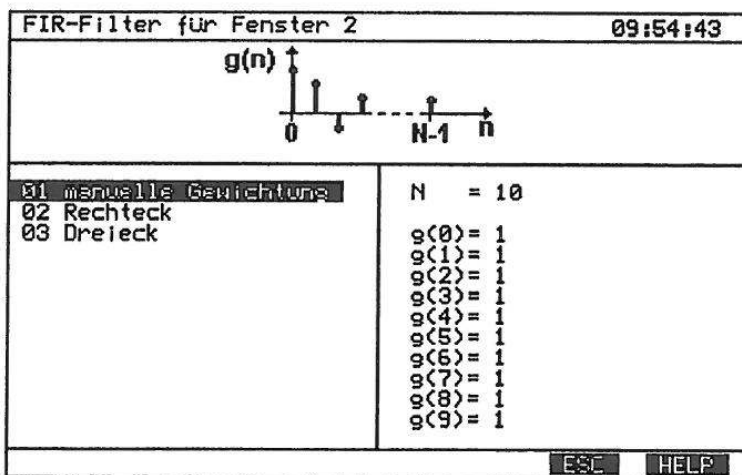 FIR-Filter für Fenster 2 09:54:43
g(n)
0 N-1 n
01 manuelle Gewichtung
02 Rechteck
03 Dreieck
N = 10
g(0)= 1
g(1)= 1
g(2)= 1
g(3)= 1
g(4)= 1
g(5)= 1
g(6)= 1
g(7)= 1
g(8)= 1
g(9)= 1
ESC HELP